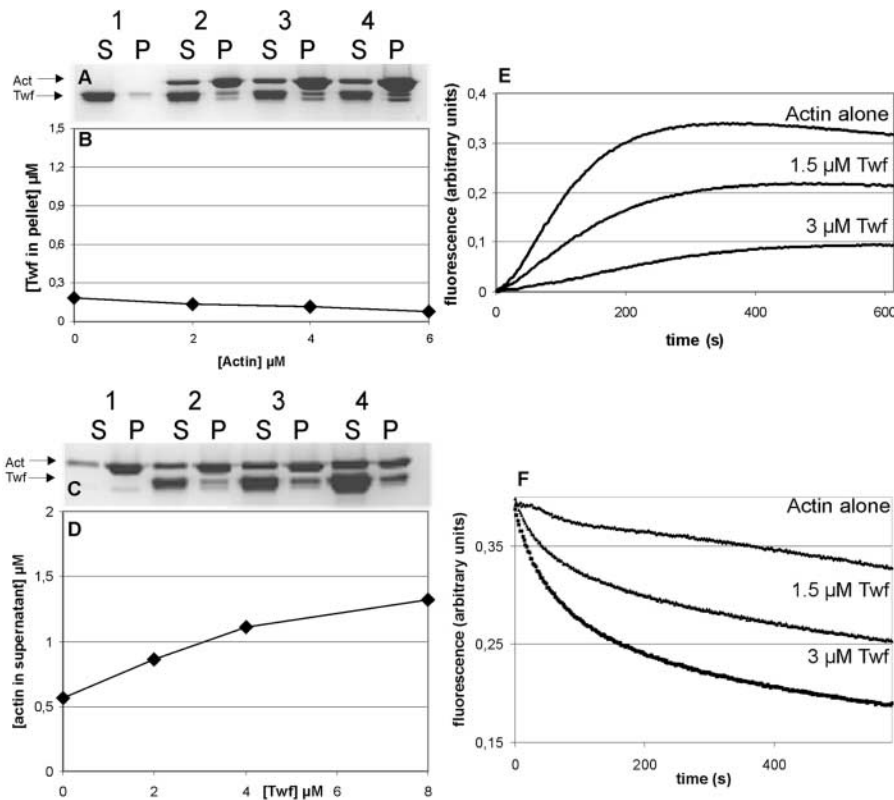 1 2 3 4
S P S P S P S P
Act
Twf
A
B
[Twf in pellet] µM
1,5
1,2
0,9
0,6
0,3
0
0 2 4 6
[Actin] µM
1 2 3 4
S P S P S P S P
Act
Twf
C
D
[actin in supernatant] µM
2
1,5
1
0,5
0
0 2 4 6 8
[Twf] µM
E
fluorescence (arbitrary units)
0,4
0,3
0,2
0,1
0
Actin alone
1.5 µM Twf
3 µM Twf
0 200 400 600
time (s)
F
fluorescence (arbitrary units)
0,35
0,25
0,15
Actin alone
1.5 µM Twf
3 µM Twf
0 200 400
time (s)